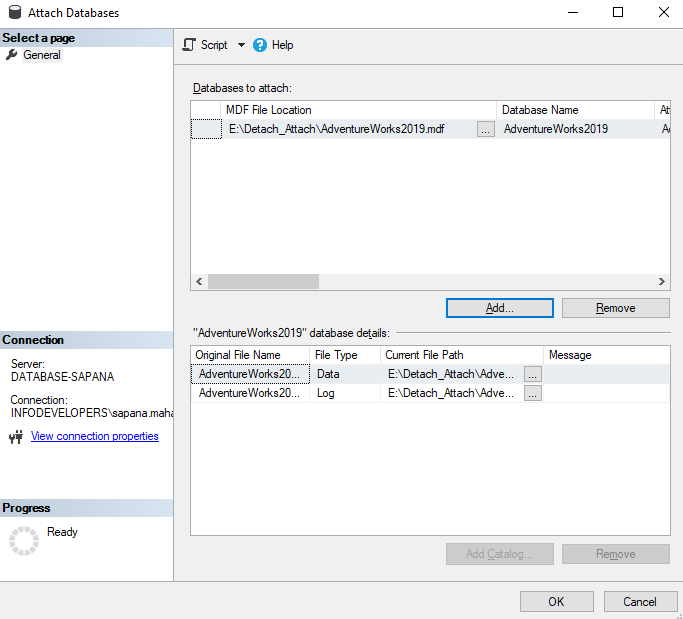 Attach Databases
Select a page
General
Script
Help
Databases to attach:
MDF File Location Database Name At
E:\Detach_Attach\AdventureWorks2019.mdf ... AdventureWorks2019
Add...
Remove
Connection
Server:
DATABASE-SAPANA
Connection:
INFODEVELOPERS\sapana.maha
View connection properties
"AdventureWorks2019" database details:
Original File Name File Type Current File Path Message
AdventureWorks20... Data E:\Detach_Attach\Adve... ...
AdventureWorks20... Log E:\Detach_Attach\Adve... ...
Progress
Ready
Add Catalog...
Remove
OK
Cancel